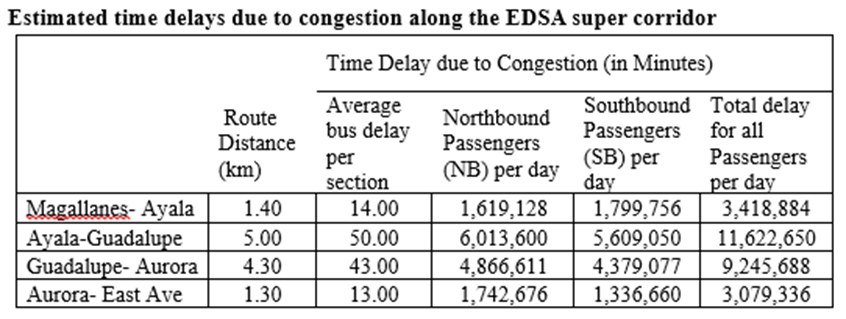 Estimated time delays due to congestion along the EDSA super corridor
Time Delay due to Congestion (in Minutes)
Route Distance (km) Average bus delay per section Northbound Passengers (NB) per day Southbound Passengers (SB) per day Total delay for all Passengers per day
Magallanes- Ayala 1.40 14.00 1,619,128 1,799,756 3,418,884
Ayala-Guadalupe 5.00 50.00 6,013,600 5,609,050 11,622,650
Guadalupe- Aurora 4.30 43.00 4,866,611 4,379,077 9,245,688
Aurora- East Ave 1.30 13.00 1,742,676 1,336,660 3,079,336